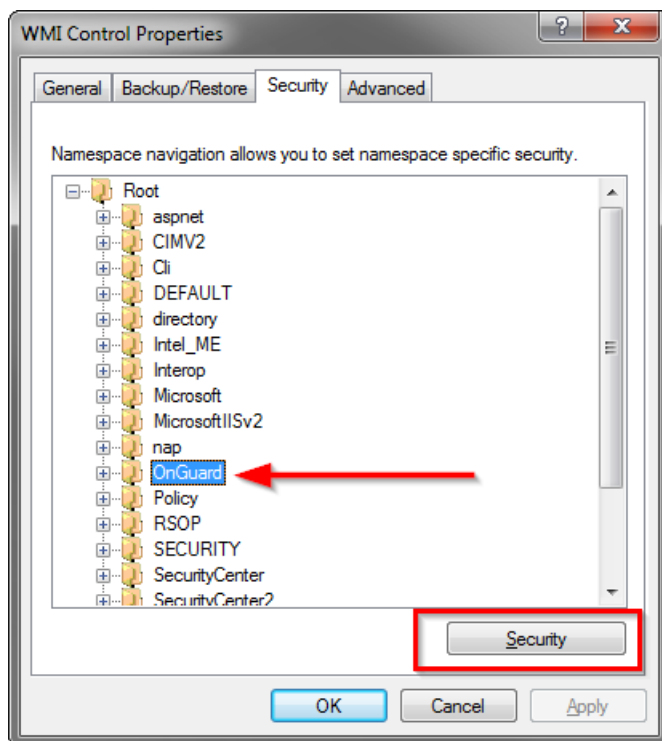 WMI Control Properties
General Backup/Restore Security Advanced
Namespace navigation allows you to set namespace specific security.
Root
aspnet
CIMV2
Cli
DEFAULT
directory
Intel_ME
Interop
Microsoft
MicrosoftIISv2
nap
OnGuard
Policy
RSOP
SECURITY
SecurityCenter
SecurityCenter2
Security
OK Cancel Apply